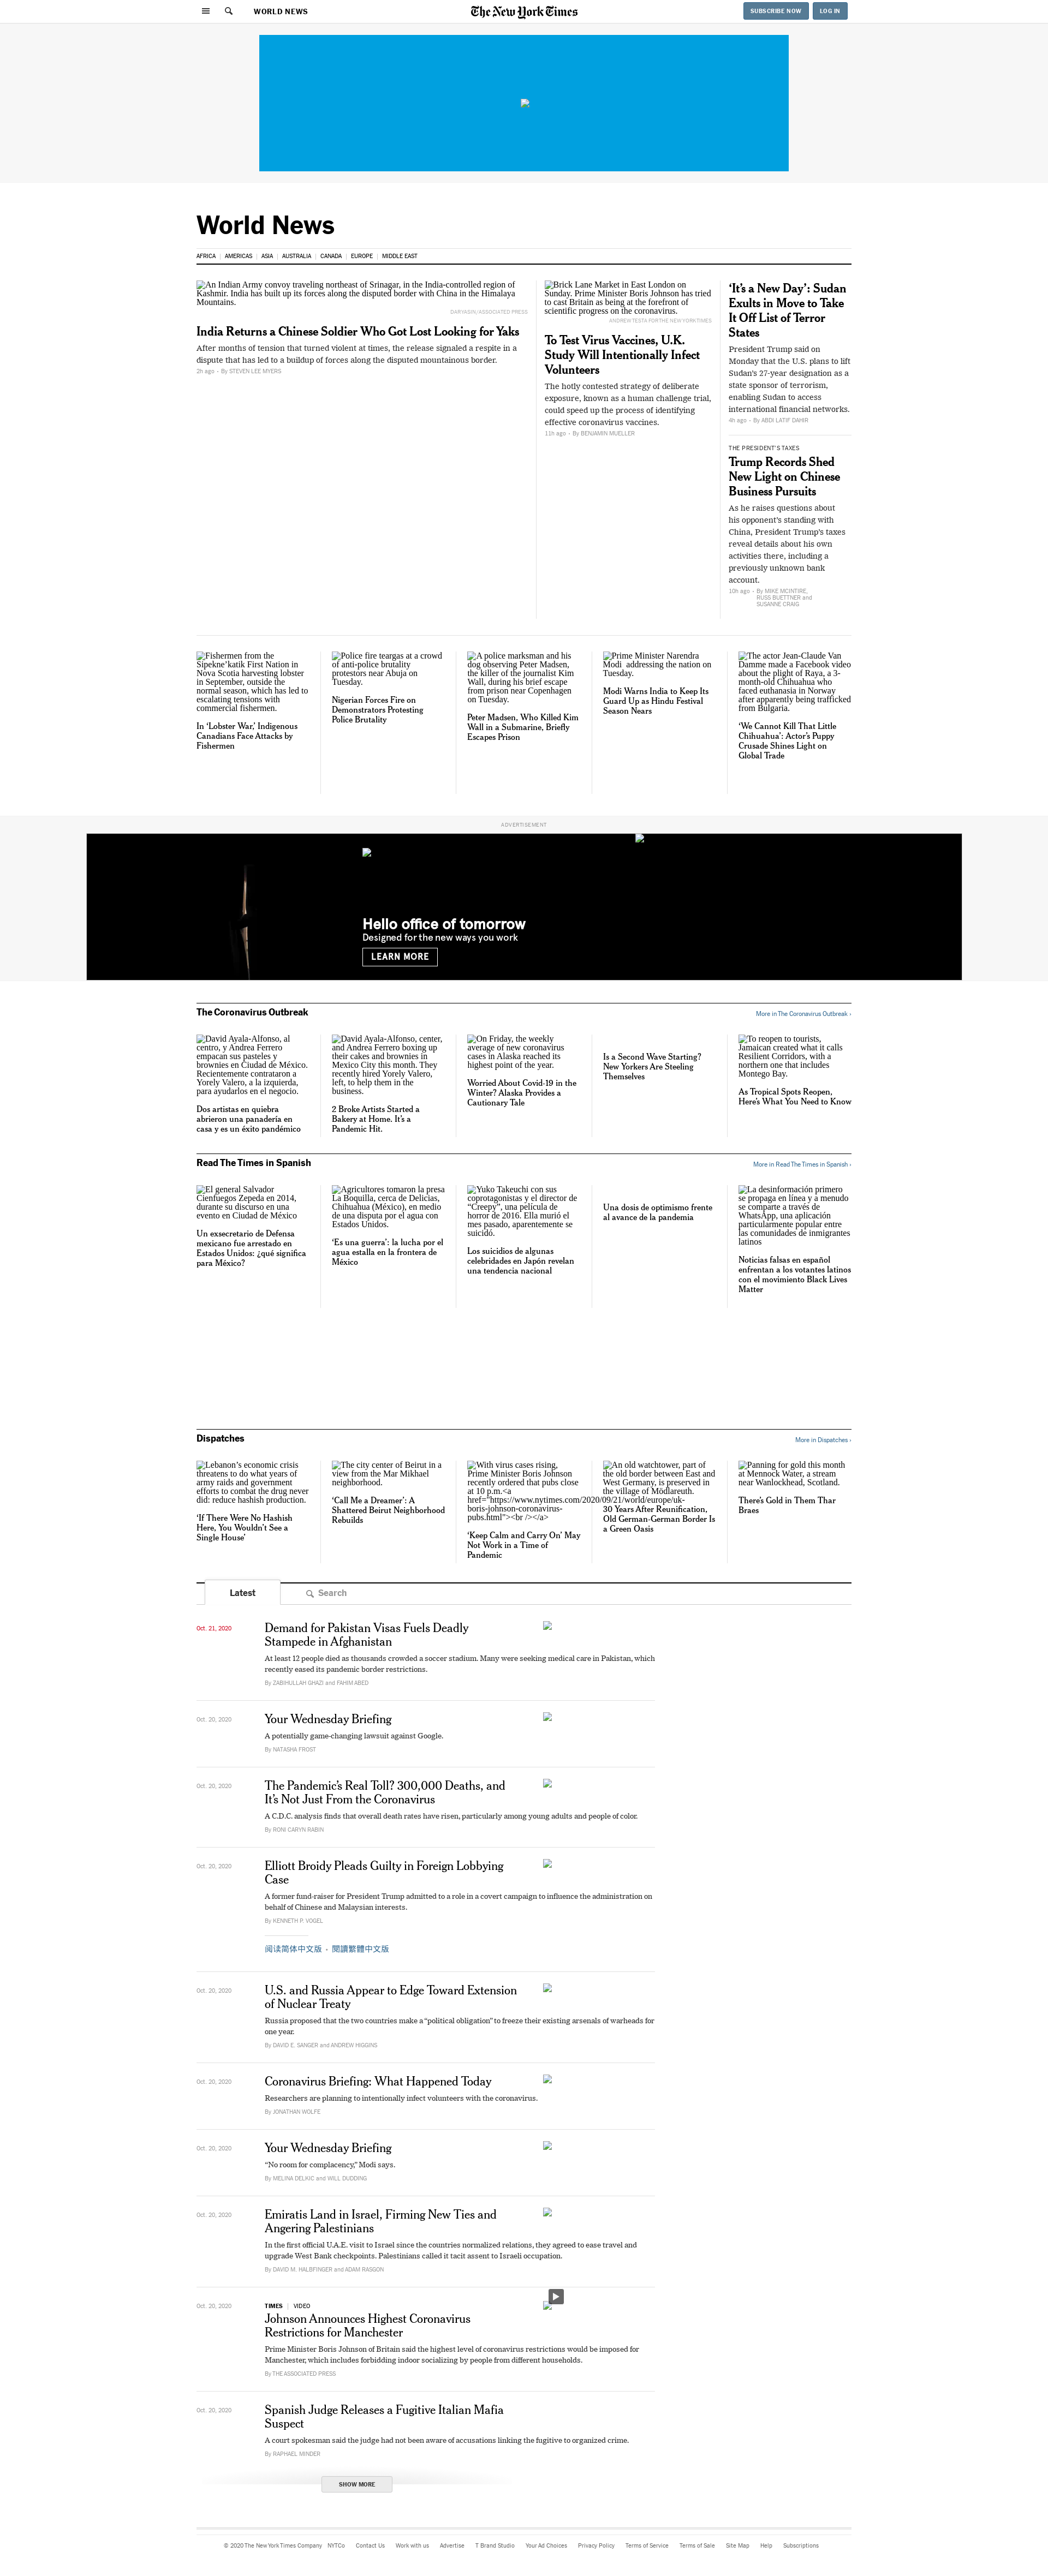 WORLD NEWS
The New York Times
SUBSCRIBE NOW
LOG IN
World News
AFRICA
AMERICAS
ASIA
AUSTRALIA
CANADA
EUROPE
MIDDLE EAST
An Indian Army convoy traveling northeast of Srinagar, in the India-controlled region of
Kashmir. India has built up its forces along the disputed border with China in the Himalaya
Mountains.
DAR YASIN/ASSOCIATED PRESS
India Returns a Chinese Soldier Who Got Lost Looking for Yaks
After months of tension that turned violent at times, the release signaled a respite in a
dispute that has led to a buildup of forces along the disputed mountainous border.
2h ago - By STEVEN LEE MYERS
Brick Lane Market in East London on
Sunday. Prime Minister Boris Johnson has tried
to cast Britain as being at the forefront of
scientific progress on the coronavirus.
ANDREW TESTA FOR THE NEW YORK TIMES
To Test Virus Vaccines, U.K.
Study Will Intentionally Infect
Volunteers
The hotly contested strategy of deliberate
exposure, known as a human challenge trial,
could speed up the process of identifying
effective coronavirus vaccines.
11h ago - By BENJAMIN MUELLER
‘It’s a New Day’: Sudan
Exults in Move to Take
It Off List of Terror
States
President Trump said on
Monday that the U.S. plans to lift
Sudan’s 27-year designation as a
state sponsor of terrorism,
enabling Sudan to access
international financial networks.
4h ago - By ABDI LATIF DAHIR
THE PRESIDENT’S TAXES
Trump Records Shed
New Light on Chinese
Business Pursuits
As he raises questions about
his opponent’s standing with
China, President Trump’s taxes
reveal details about his own
activities there, including a
previously unknown bank
account.
10h ago - By MIKE MCINTIRE,
RUSS BUETTNER and
SUSANNE CRAIG
Fishermen from the
Sipekne’katik First Nation in
Nova Scotia harvesting lobster
in September, outside the
normal season, which has led to
escalating tensions with
commercial fishermen.
In ‘Lobster War,’ Indigenous
Canadians Face Attacks by
Fishermen
Police fire teargas at a crowd
of anti-police brutality
protestors near Abuja on
Tuesday.
Nigerian Forces Fire on
Demonstrators Protesting
Police Brutality
A police marksman and his
dog observing Peter Madsen,
the killer of the journalist Kim
Wall, during his brief escape
from prison near Copenhagen
on Tuesday.
Peter Madsen, Who Killed Kim
Wall in a Submarine, Briefly
Escapes Prison
Prime Minister Narendra
Modi addressing the nation on
Tuesday.
Modi Warns India to Keep Its
Guard Up as Hindu Festival
Season Nears
The actor Jean-Claude Van
Damme made a Facebook video
about the plight of Raya, a 3-
month-old Chihuahua who
faced euthanasia in Norway
after apparently being trafficked
from Bulgaria.
‘We Cannot Kill That Little
Chihuahua’: Actor’s Puppy
Crusade Shines Light on
Global Trade
ADVERTISEMENT
Hello office of tomorrow
Designed for the new ways you work
LEARN MORE
The Coronavirus Outbreak
More in The Coronavirus Outbreak ›
David Ayala-Alfonso, al
centro, y Andrea Ferrero
empacan sus pasteles y
brownies en Ciudad de México.
Recientemente contrataron a
Yorely Valero, a la izquierda,
para ayudarlos en el negocio.
Dos artistas en quiebra
abrieron una panadería en
casa y es un éxito pandémico
David Ayala-Alfonso, center,
and Andrea Ferrero boxing up
their cakes and brownies in
Mexico City this month. They
recently hired Yorely Valero,
left, to help them in the
business.
2 Broke Artists Started a
Bakery at Home. It’s a
Pandemic Hit.
On Friday, the weekly
average of new coronavirus
cases in Alaska reached its
highest point of the year.
Worried About Covid-19 in the
Winter? Alaska Provides a
Cautionary Tale
Is a Second Wave Starting?
New Yorkers Are Steeling
Themselves
To reopen to tourists,
Jamaican created what it calls
Resilient Corridors, with a
northern one that includes
Montego Bay.
As Tropical Spots Reopen,
Here’s What You Need to Know
Read The Times in Spanish
More in Read The Times in Spanish ›
El general Salvador
Cienfuegos Zepeda en 2014,
durante su discurso en una
evento en Ciudad de México
Un exsecretario de Defensa
mexicano fue arrestado en
Estados Unidos: ¿qué significa
para México?
Agricultores tomaron la presa
La Boquilla, cerca de Delicias,
Chihuahua (México), en medio
de una disputa por el agua con
Estados Unidos.
‘Es una guerra’: la lucha por el
agua estalla en la frontera de
México
Yuko Takeuchi con sus
coprotagonistas y el director de
“Creepy”, una película de
horror de 2016. Ella murió el
mes pasado, aparentemente se
suicidó.
Los suicidios de algunas
celebridades en Japón revelan
una tendencia nacional
Una dosis de optimismo frente
al avance de la pandemia
La desinformación primero
se propaga en línea y a menudo
se comparte a través de
WhatsApp, una aplicación
particularmente popular entre
las comunidades de inmigrantes
latinos
Noticias falsas en español
enfrentan a los votantes latinos
con el movimiento Black Lives
Matter
Dispatches
More in Dispatches ›
Lebanon’s economic crisis
threatens to do what years of
army raids and government
efforts to combat the drug never
did: reduce hashish production.
‘If There Were No Hashish
Here, You Wouldn’t See a
Single House’
The city center of Beirut in a
view from the Mar Mikhael
neighborhood.
‘Call Me a Dreamer’: A
Shattered Beirut Neighborhood
Rebuilds
With virus cases rising,
Prime Minister Boris Johnson
recently ordered that pubs close
at 10 p.m.<a
href="https://www.nytimes.com/2020/09/21/world/europe/uk-
boris-johnson-coronavirus-
pubs.html"><br /></a>
‘Keep Calm and Carry On’ May
Not Work in a Time of
Pandemic
An old watchtower, part of
the old border between East and
West Germany, is preserved in
the village of Mödlareuth.
30 Years After Reunification,
Old German-German Border Is
a Green Oasis
Panning for gold this month
at Mennock Water, a stream
near Wanlockhead, Scotland.
There’s Gold in Them Thar
Braes
Latest
Search
Oct. 21, 2020
Demand for Pakistan Visas Fuels Deadly
Stampede in Afghanistan
At least 12 people died as thousands crowded a soccer stadium. Many were seeking medical care in Pakistan, which
recently eased its pandemic border restrictions.
By ZABIHULLAH GHAZI and FAHIM ABED
Oct. 20, 2020
Your Wednesday Briefing
A potentially game-changing lawsuit against Google.
By NATASHA FROST
Oct. 20, 2020
The Pandemic’s Real Toll? 300,000 Deaths, and
It’s Not Just From the Coronavirus
A C.D.C. analysis finds that overall death rates have risen, particularly among young adults and people of color.
By RONI CARYN RABIN
Oct. 20, 2020
Elliott Broidy Pleads Guilty in Foreign Lobbying
Case
A former fund-raiser for President Trump admitted to a role in a covert campaign to influence the administration on
behalf of Chinese and Malaysian interests.
By KENNETH P. VOGEL
阅读简体中文版 · 閱讀繁體中文版
Oct. 20, 2020
U.S. and Russia Appear to Edge Toward Extension
of Nuclear Treaty
Russia proposed that the two countries make a “political obligation” to freeze their existing arsenals of warheads for
one year.
By DAVID E. SANGER and ANDREW HIGGINS
Oct. 20, 2020
Coronavirus Briefing: What Happened Today
Researchers are planning to intentionally infect volunteers with the coronavirus.
By JONATHAN WOLFE
Oct. 20, 2020
Your Wednesday Briefing
“No room for complacency,” Modi says.
By MELINA DELKIC and WILL DUDDING
Oct. 20, 2020
Emiratis Land in Israel, Firming New Ties and
Angering Palestinians
In the first official U.A.E. visit to Israel since the countries normalized relations, they agreed to ease travel and
upgrade West Bank checkpoints. Palestinians called it tacit assent to Israeli occupation.
By DAVID M. HALBFINGER and ADAM RASGON
Oct. 20, 2020
TIMES | VIDEO
Johnson Announces Highest Coronavirus
Restrictions for Manchester
Prime Minister Boris Johnson of Britain said the highest level of coronavirus restrictions would be imposed for
Manchester, which includes forbidding indoor socializing by people from different households.
By THE ASSOCIATED PRESS
Oct. 20, 2020
Spanish Judge Releases a Fugitive Italian Mafia
Suspect
A court spokesman said the judge had not been aware of accusations linking the fugitive to organized crime.
By RAPHAEL MINDER
SHOW MORE
© 2020 The New York Times Company
NYTCo
Contact Us
Work with us
Advertise
T Brand Studio
Your Ad Choices
Privacy Policy
Terms of Service
Terms of Sale
Site Map
Help
Subscriptions